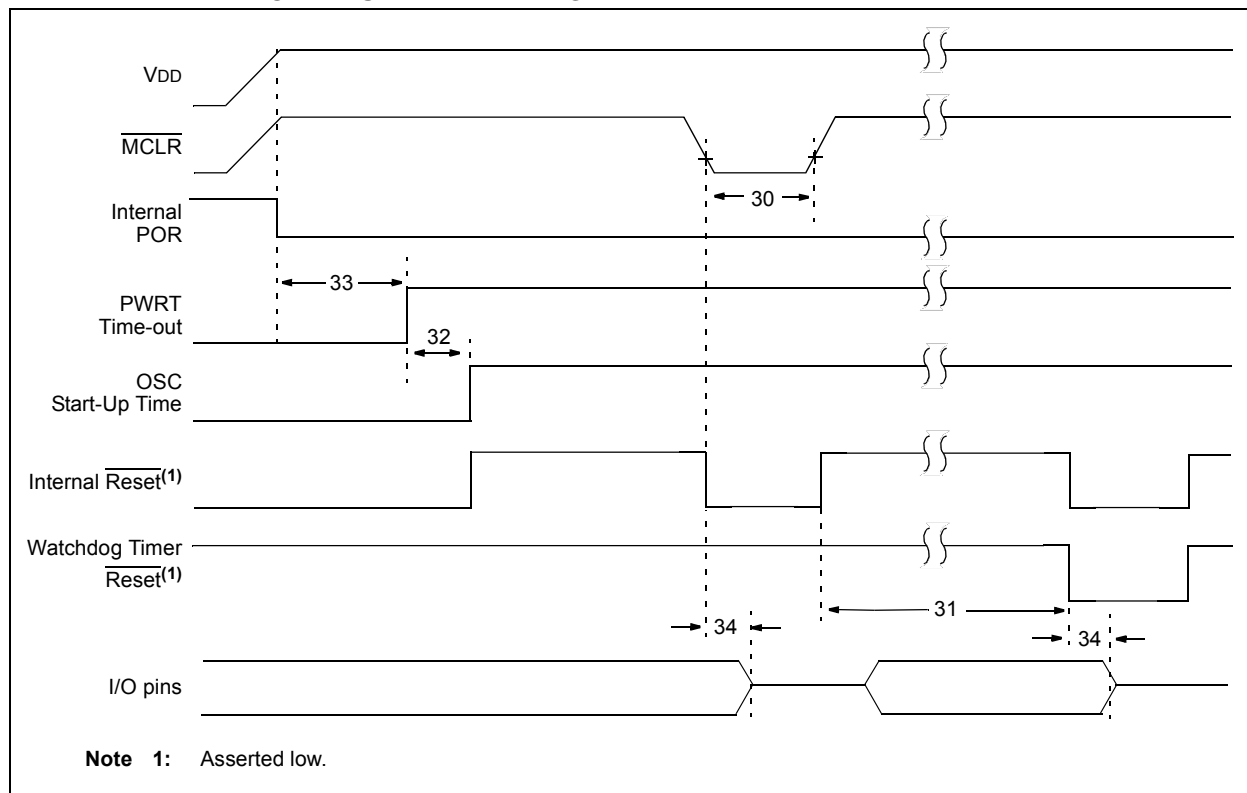 VDD
MCLR
30
Internal
POR
33
PWRT
Time-out
32
OSC
Start-Up Time
Internal Reset(1)
Watchdog Timer
Reset(1)
31
34
34
I/O pins
Note 1: Asserted low.